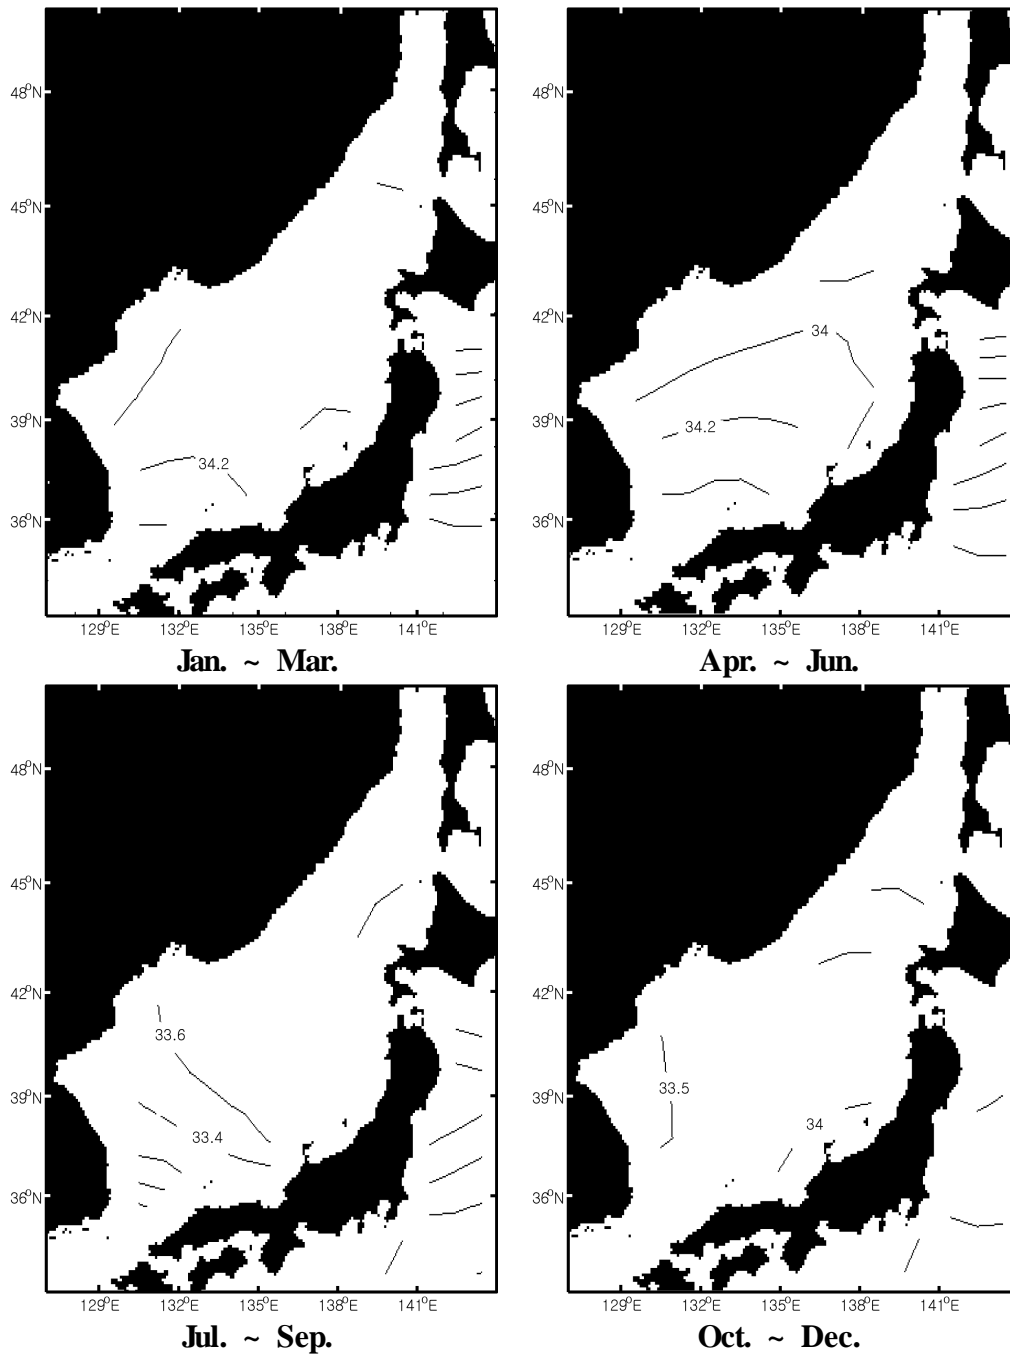 48°N
45°N
42°N
39°N
36°N
34.2
129°E 132°E 135°E 138°E 141°E
Jan. ~ Mar.
48°N
45°N
42°N
39°N
36°N
34
34.2
129°E 132°E 135°E 138°E 141°E
Apr. ~ Jun.
48°N
45°N
42°N
39°N
36°N
33.6
33.4
129°E 132°E 135°E 138°E 141°E
Jul. ~ Sep.
48°N
45°N
42°N
39°N
36°N
33.5
34
129°E 132°E 135°E 138°E 141°E
Oct. ~ Dec.